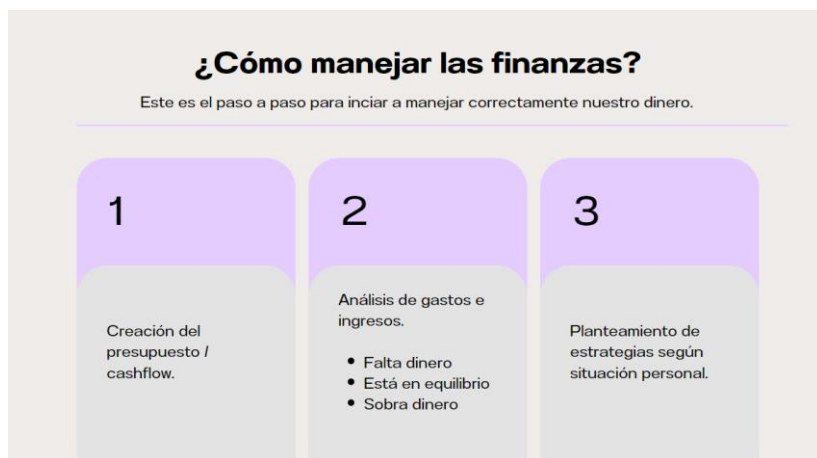 ¿Cómo manejar las finanzas?
Este es el paso a paso para inciar a manejar correctamente nuestro dinero.
1
Creación del
presupuesto /
cashflow.
2
Análisis de gastos e
ingresos.
• Falta dinero
• Está en equilibrio
• Sobra dinero
3
Planteamiento de
estrategias según
situación personal.